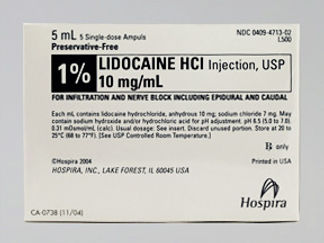 5 mL 5 Single-dose Ampuls NDC 0409-4713-02
Preservative-Free L500
1% LIDOCAINE HCl Injection, USP
10 mg/mL
FOR INFILTRATION AND NERVE BLOCK INCLUDING EPIDURAL AND CAUDAL
Each mL contains lidocaine hydrochloride, anhydrous 10 mg; sodium chloride 7 mg. May
contain sodium hydroxide and/or hydrochloric acid for pH adjustment. pH 6.5 (5.0 to 7.0).
0.31 mOsmol/mL (calc). Usual dosage: See insert. Discard unused portion. Store at 20 to
25°C (68 to 77°F). [See USP Controlled Room Temperature.]
℞ only
©Hospira 2004 Printed in USA
HOSPIRA, INC., LAKE FOREST, IL 60045 USA
Hospira
CA-0738 (11/04)